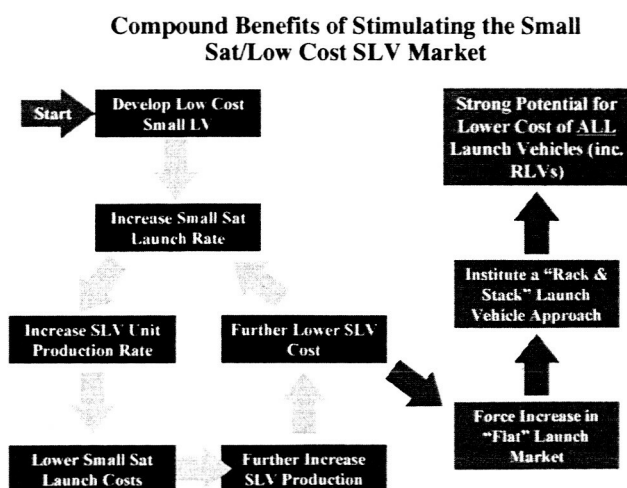 Compound Benefits of Stimulating the Small
Sat/Low Cost SLV Market
Start
Develop Low Cost
Small LV
Increase Small Sat
Launch Rate
Increase SLV Unit
Production Rate
Lower Small Sat
Launch Costs
Further Increase
SLV Production
Further Lower SLV
Cost
Force Increase in
"Flat" Launch
Market
Institute a "Rack &
Stack" Launch
Vehicle Approach
Strong Potential for
Lower Cost of ALL
Launch Vehicles (inc.
RLVs)